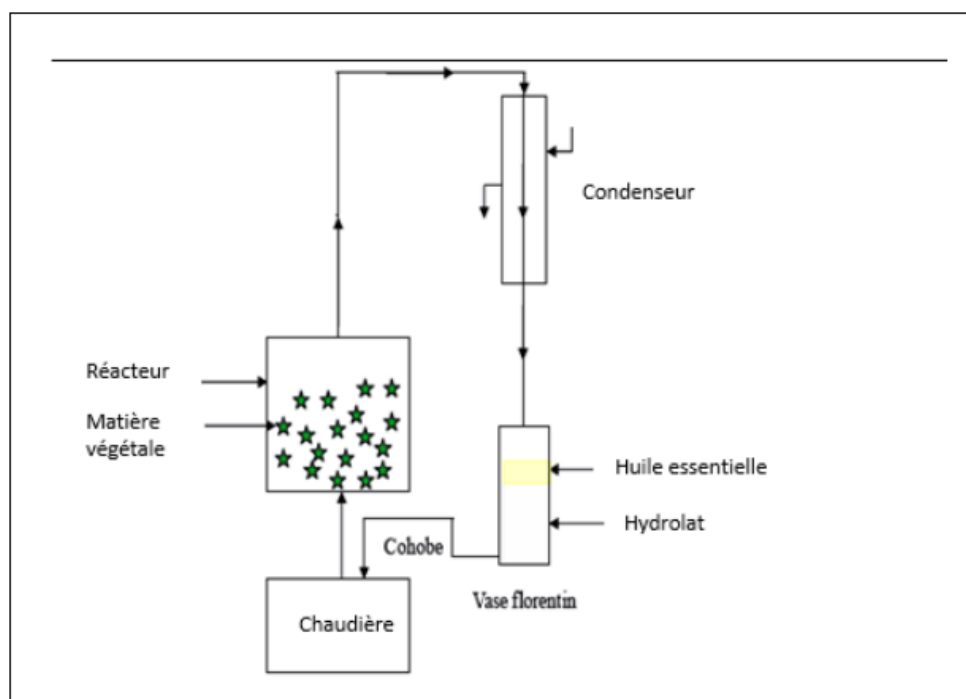 Condenseur
Réacteur
Matière
végétale
Huile essentielle
Hydrolat
Cohobe
Vase florentin
Chaudière